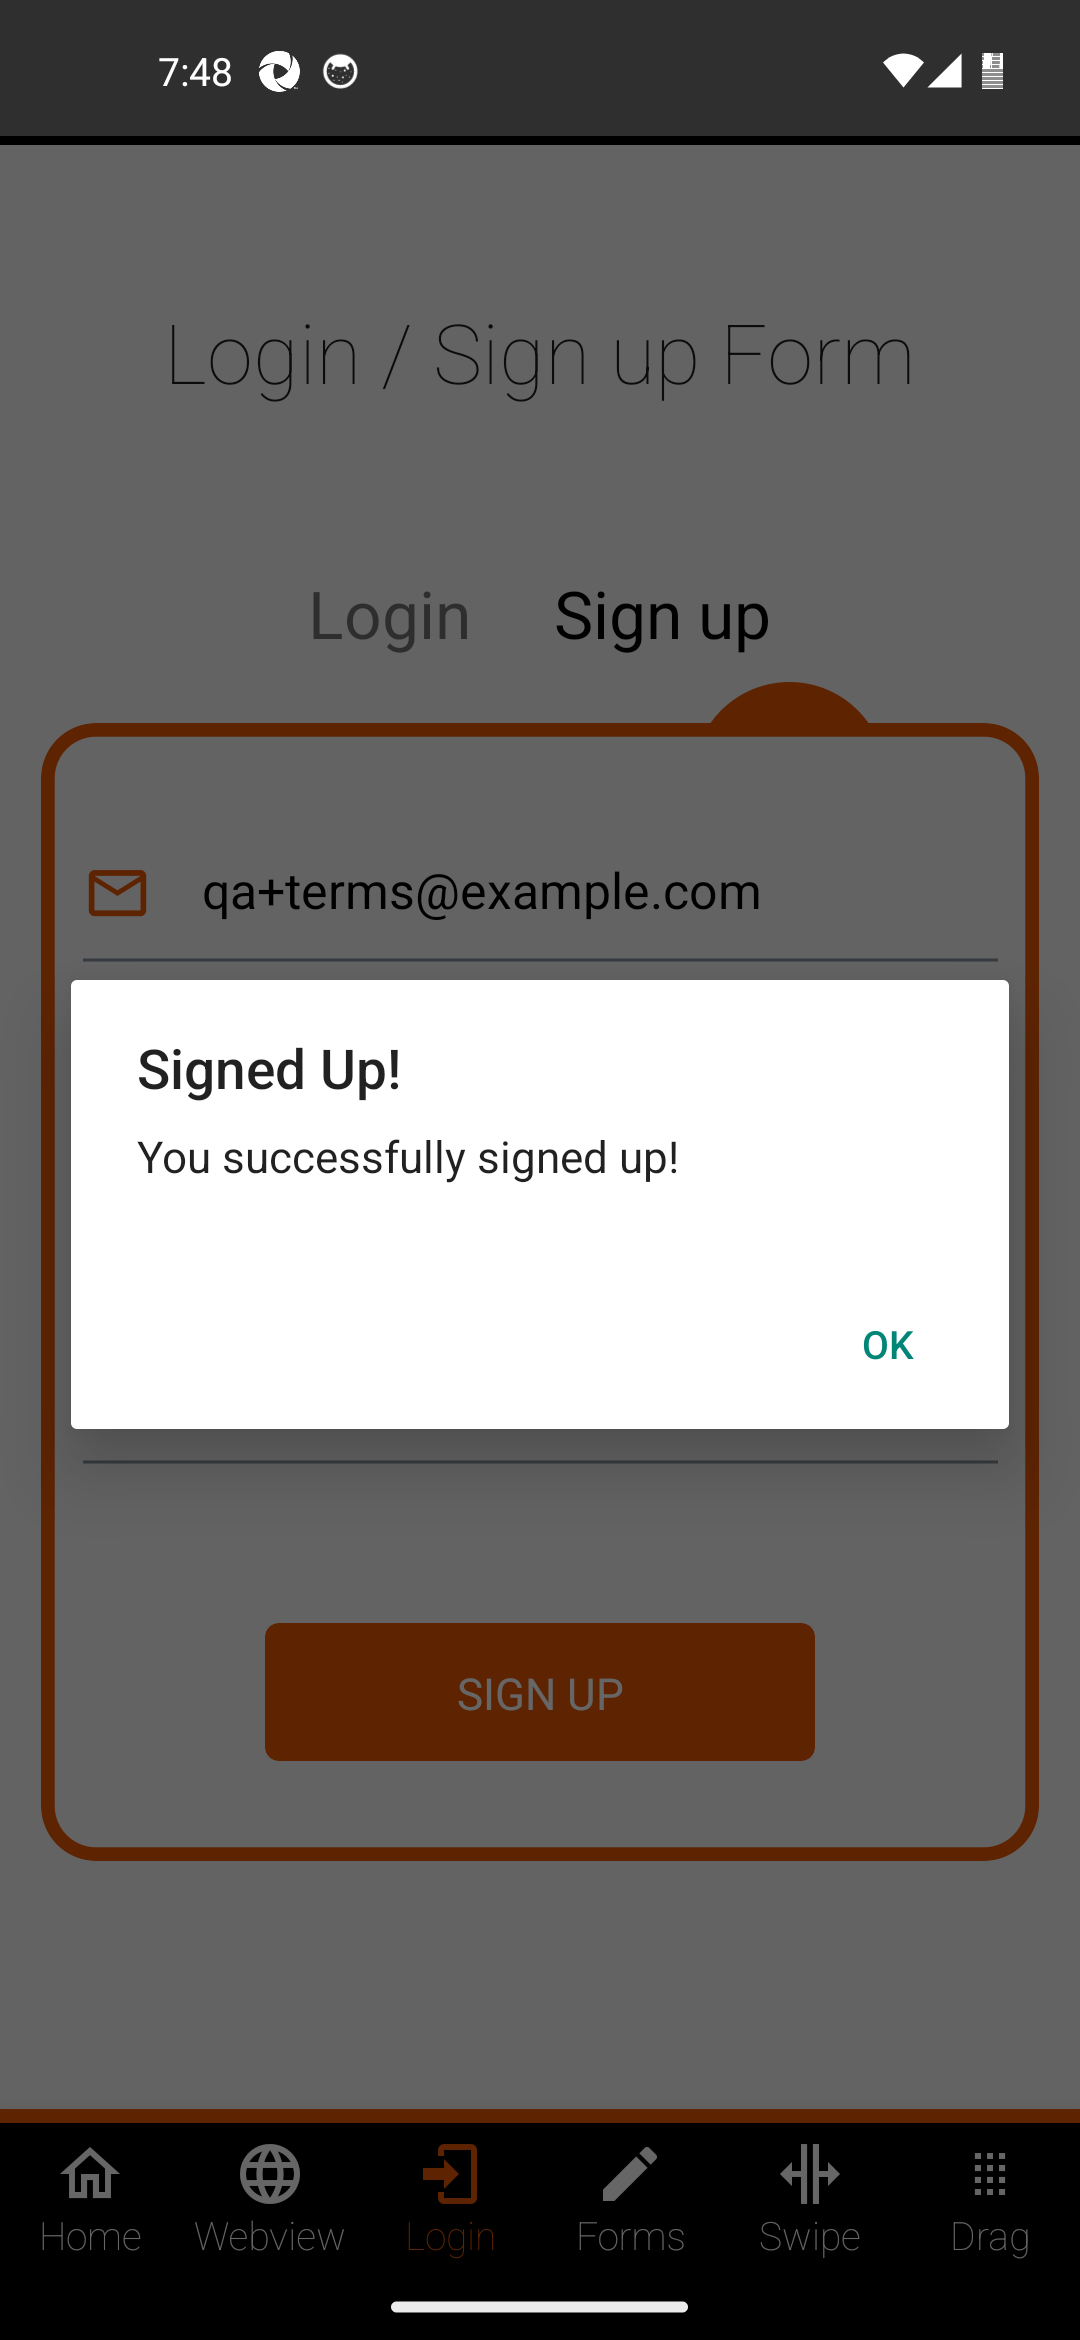 7:48
Login / Sign up Form
Login Sign up
qa+terms@example.com
Signed Up!
You successfully signed up!
OK
SIGN UP
Home Webview Login Forms Swipe Drag